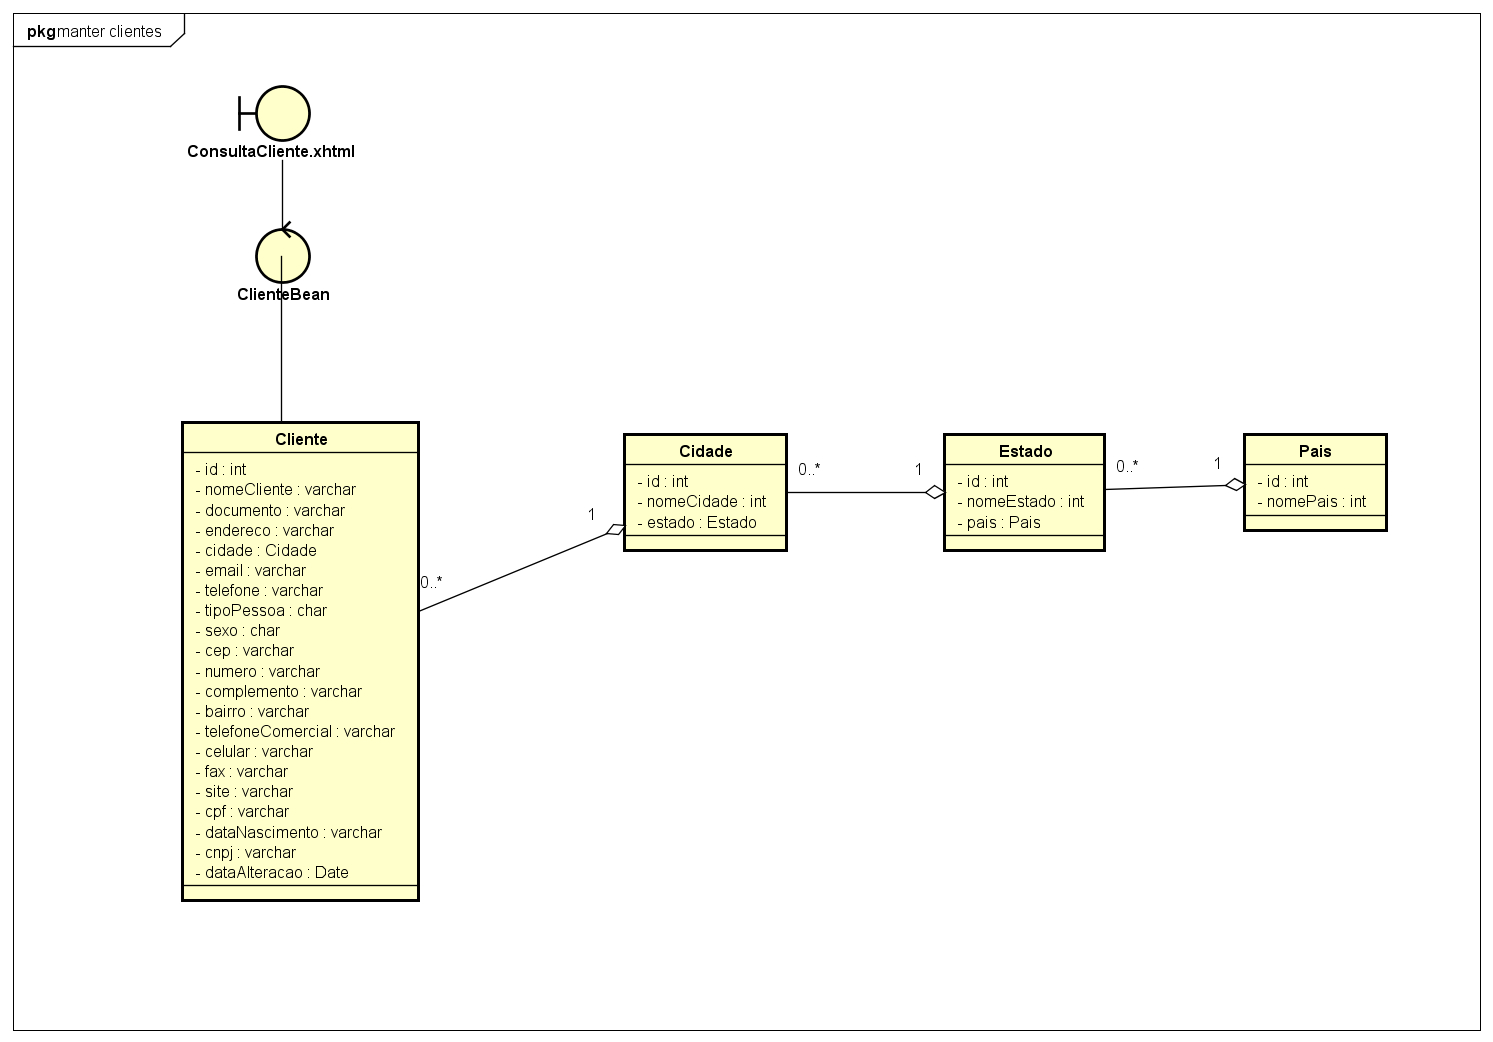 pkg manter clientes
ConsultaCliente.xhtml
ClienteBean
Cliente
- id : int
- nomeCliente : varchar
- documento : varchar
- endereco : varchar
- cidade : Cidade
- email : varchar
- telefone : varchar
- tipoPessoa : char
- sexo : char
- cep : varchar
- numero : varchar
- complemento : varchar
- bairro : varchar
- telefoneComercial : varchar
- celular : varchar
- fax : varchar
- site : varchar
- cpf : varchar
- dataNascimento : varchar
- cnpj : varchar
- dataAlteracao : Date
0..*
1
Cidade
- id : int
- nomeCidade : int
- estado : Estado
0..*
1
Estado
- id : int
- nomeEstado : int
- pais : Pais
0..*
1
Pais
- id : int
- nomePais : int